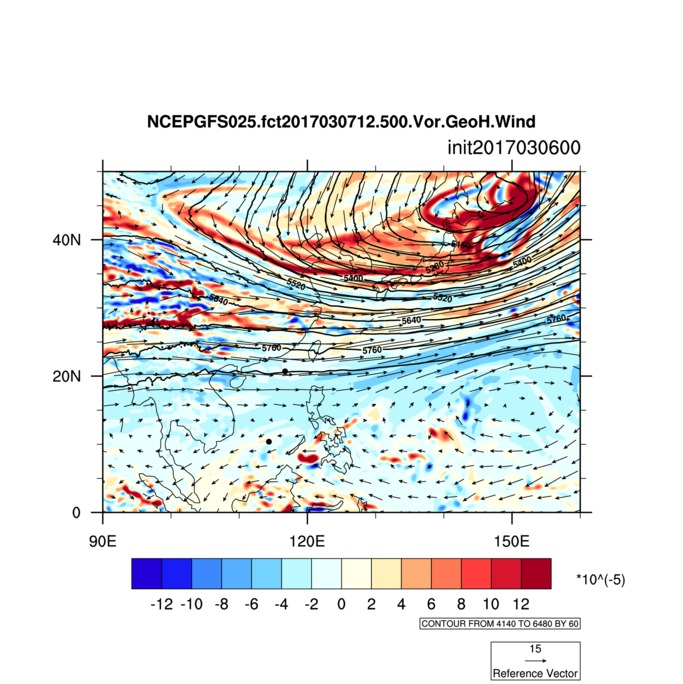 NCEPGFS025.fct2017030712.500.Vor.GeoH.Wind
init2017030600
40N
5160
5280
5400
5400
5520
5520
5640
5640
5760
5760
5760
20N
0
90E 120E 150E
-12 -10 -8 -6 -4 -2 0 2 4 6 8 10 12
*10^(-5)
CONTOUR FROM 4140 TO 6480 BY 60
15
Reference Vector